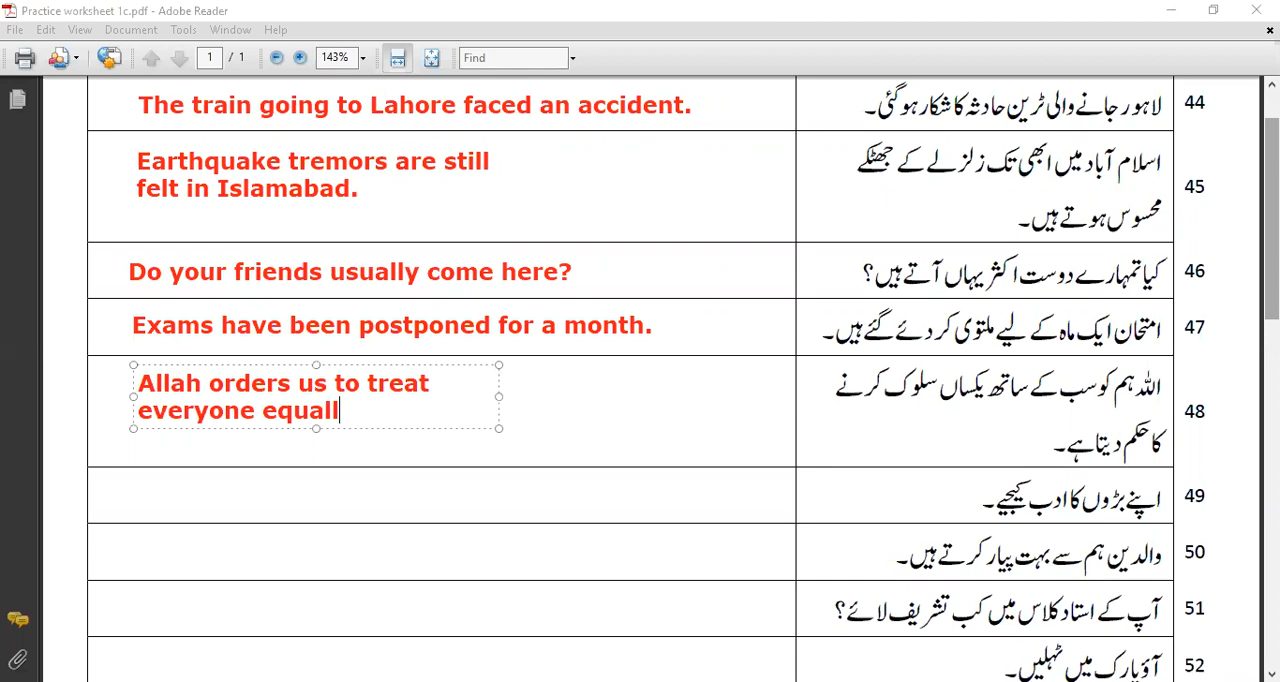 Practice worksheet 1c.pdf - Adobe Reader
File Edit View Document Tools Window Help
1 / 1 143% Find
The train going to Lahore faced an accident.
لاہور جانے والی ٹرین حادثہ کا شکار ہو گئی۔
44
Earthquake tremors are still
felt in Islamabad.
اسلام آباد میں ابھی تک زلزلے کے جھٹکے
محسوس ہوتے ہیں۔
45
Do your friends usually come here?
کیا تمہارے دوست اکثر یہاں آتے ہیں؟
46
Exams have been postponed for a month.
امتحان ایک ماہ کے لیے ملتوی کر دئے گئے ہیں۔
47
Allah orders us to treat
everyone equall
اللہ ہم کو سب کے ساتھ یکساں سلوک کرنے
کا حکم دیتا ہے۔
48
اپنے بڑوں کا ادب کیجیے۔
49
والدین ہم سے بہت پیار کرتے ہیں۔
50
آپ کے استاد کلاس میں کب تشریف لائے؟
51
آؤ پارک میں ٹہلیں۔
52